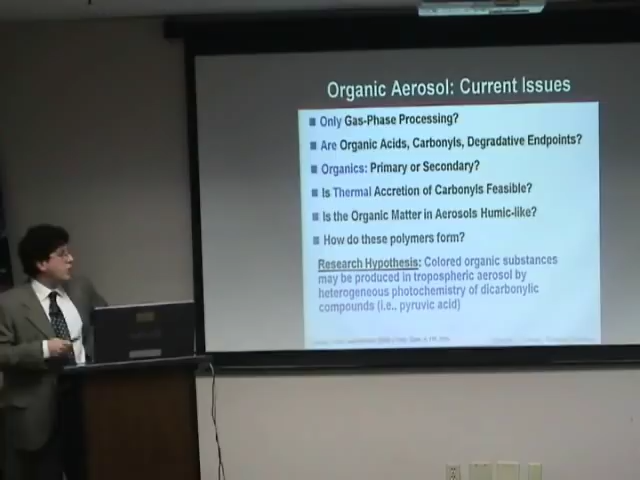 Organic Aerosol: Current Issues
Only Gas-Phase Processing?
Are Organic Acids, Carbonyls, Degradative Endpoints?
Organics: Primary or Secondary?
Is Thermal Accretion of Carbonyls Feasible?
Is the Organic Matter in Aerosols Humic-like?
How do these polymers form?
Research Hypothesis: Colored organic substances
may be produced in tropospheric aerosol by
heterogeneous photochemistry of dicarbonylic
compounds (i.e., pyruvic acid)